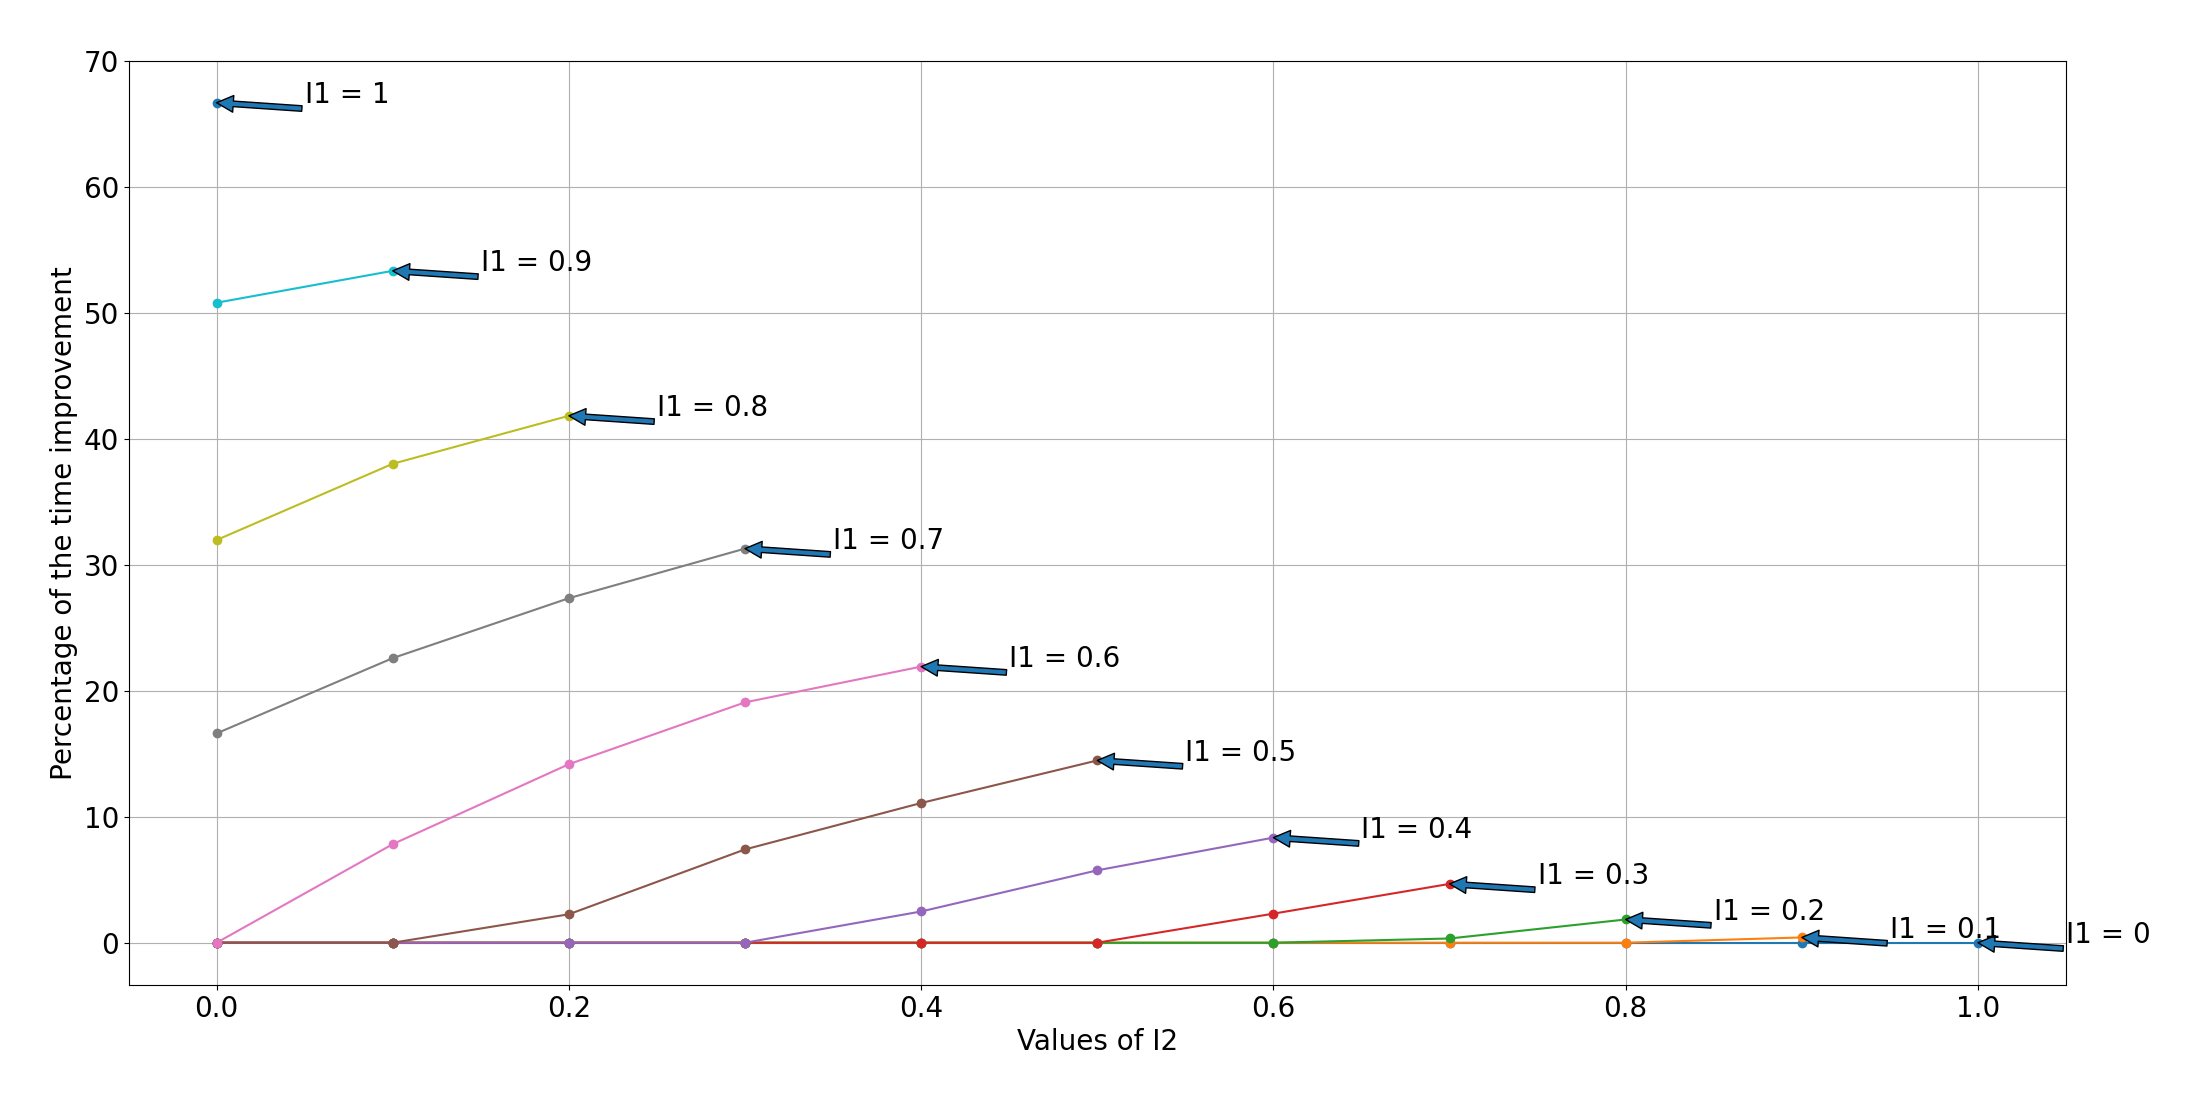 70
60
50
40
30
20
10
0
Percentage of the time improvement
I1 = 1
I1 = 0.9
I1 = 0.8
I1 = 0.7
I1 = 0.6
I1 = 0.5
I1 = 0.4
I1 = 0.3
I1 = 0.2
I1 = 0.1
I1 = 0
0.0 0.2 0.4 0.6 0.8 1.0
Values of I2